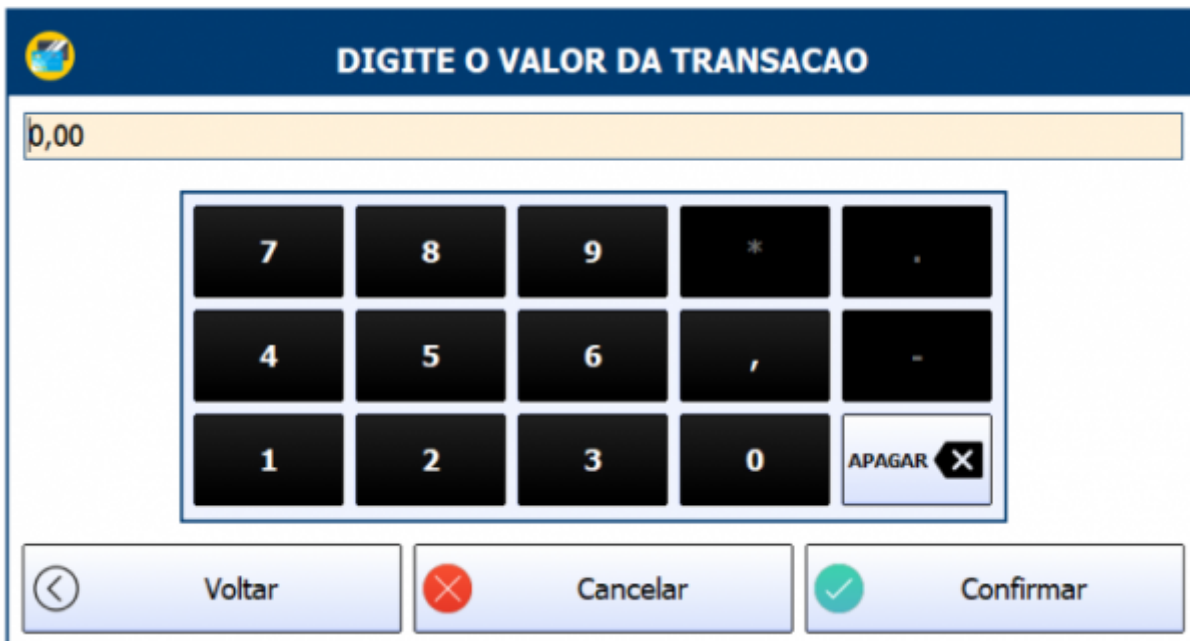 DIGITE O VALOR DA TRANSACAO
0,00
7 8 9 * .
4 5 6 , -
1 2 3 0 APAGAR
Voltar Cancelar Confirmar